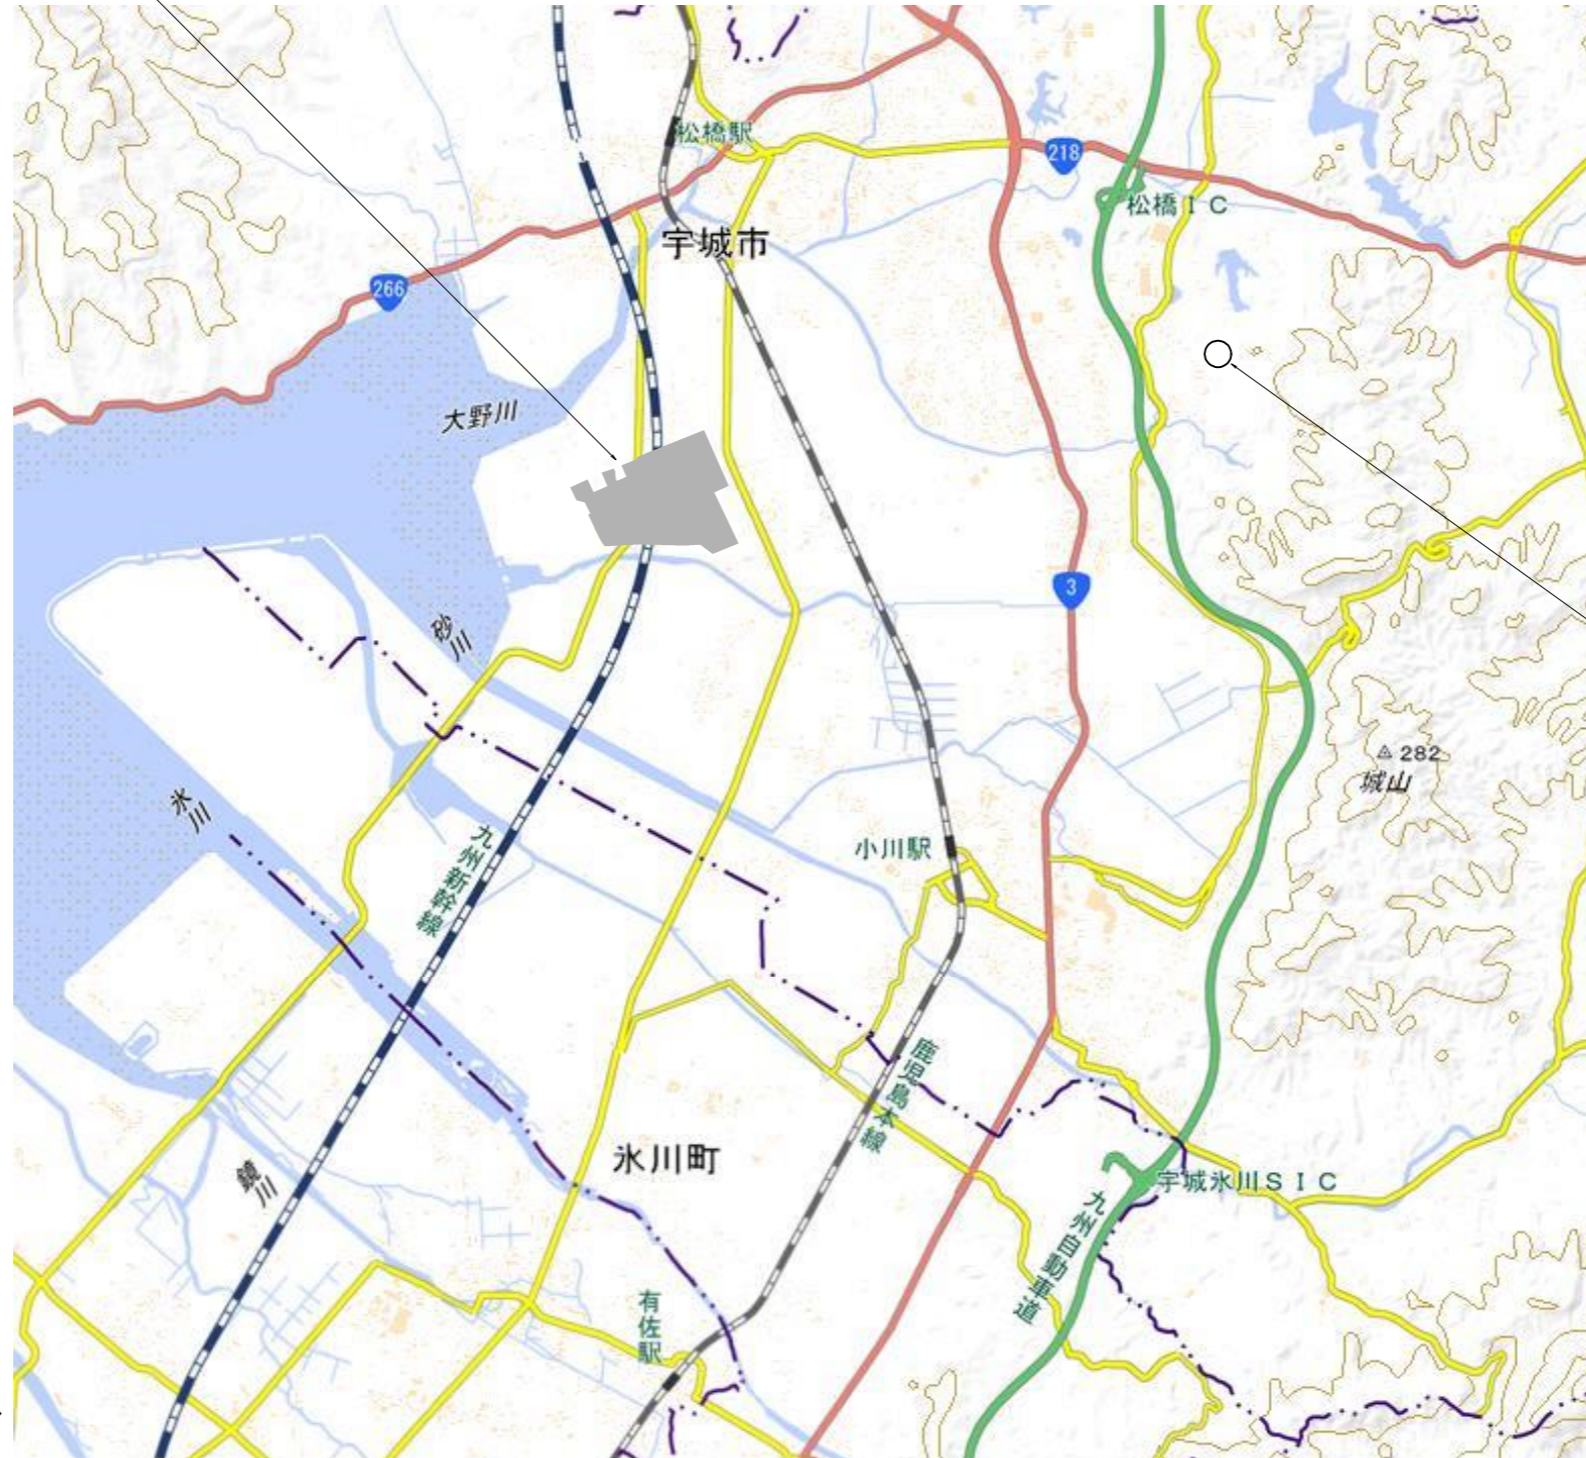 松橋駅
218
松橋IC
宇城市
266
大野川
3
砂川
282
城山
氷川
小川駅
九州新幹線
鹿児島本線
氷川町
宇城氷川SIC
鏡川
九州自動車道
有佐駅